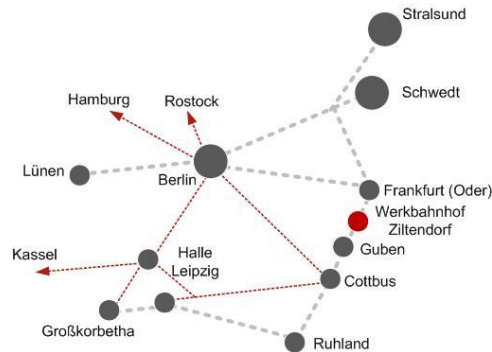 Stralsund
Schwedt
Hamburg
Rostock
Lünen
Berlin
Frankfurt (Oder)
Werkbahnhof
Ziltendorf
Guben
Kassel
Halle
Leipzig
Cottbus
Großkorbetha
Ruhland